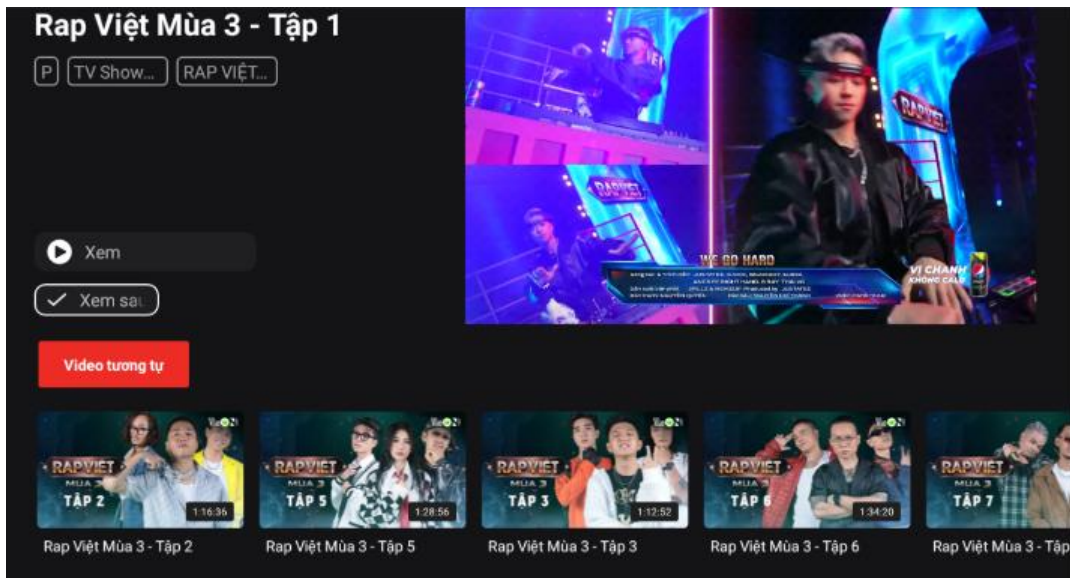 Rap Việt Mùa 3 - Tập 1
P TV Show... RAP VIỆT...
RAP VIỆT
RAP VIỆT
WE GO HARD
VỊ CHANH
KHÔNG CALO
Xem
Xem sau
Video tương tự
RAP VIỆT
MÙA 3
TẬP 2
1:16:36
RAP VIỆT
MÙA 3
TẬP 5
1:28:56
RAP VIỆT
MÙA 3
TẬP 3
1:12:52
RAP VIỆT
MÙA 3
TẬP 6
1:34:20
RAP VIỆT
MÙA 3
TẬP 7
Rap Việt Mùa 3 - Tập 2
Rap Việt Mùa 3 - Tập 5
Rap Việt Mùa 3 - Tập 3
Rap Việt Mùa 3 - Tập 6
Rap Việt Mùa 3 - Tập